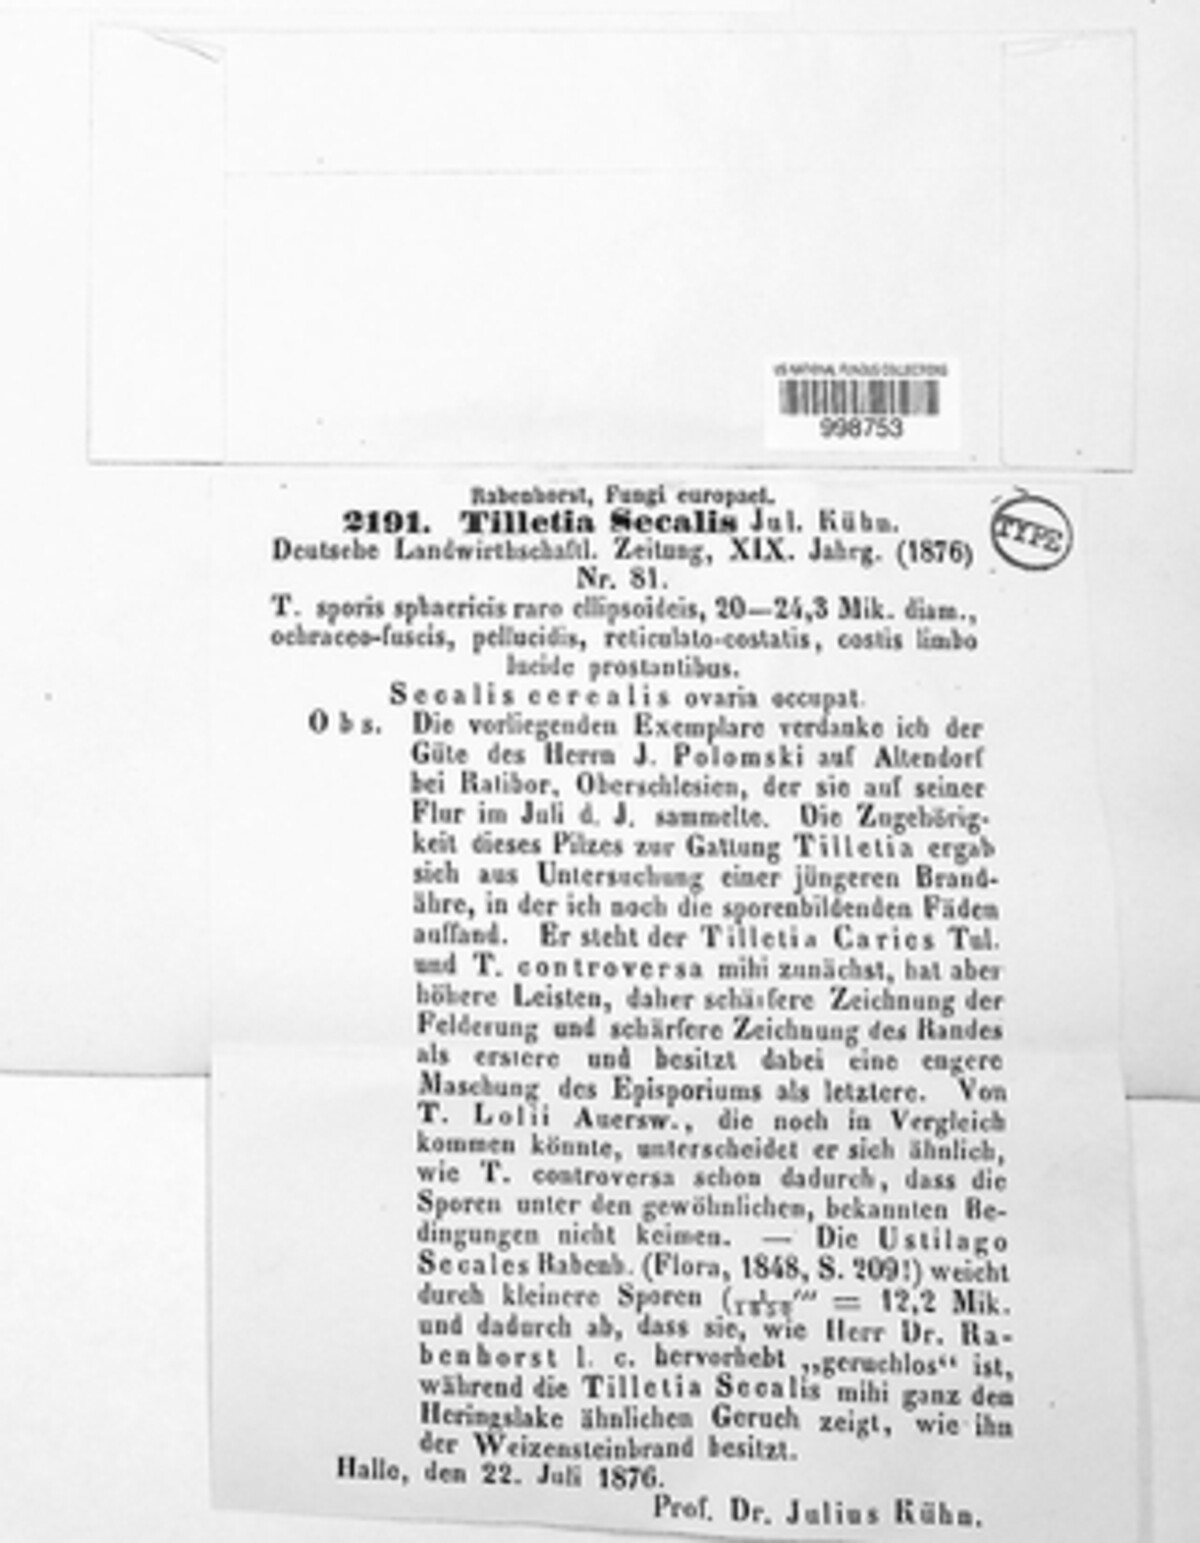 US NATIONAL FUNGUS COLLECTIONS
998753
Rabenhorst, Fungi europaei.
TYPE
2191. Tilletia Secalis Jul. Kühn.
Deutsche Landwirthschaftl. Zeitung, XIX. Jahrg. (1876)
Nr. 81.
T. sporis sphaericis raro ellipsoideis, 20—24,3 Mik. diam.,
ochraceo-fuscis, pellucidis, reticulato-costatis, costis limbo
lucide prostantibus.
Secalis cerealis ovaria occupat.
Obs. Die vorliegenden Exemplare verdanke ich der
Güte des Herrn J. Polomski auf Altendorf
bei Ratibor, Oberschlesien, der sie auf seiner
Flur im Juli d. J. sammelte. Die Zugehörig-
keit dieses Pilzes zur Gattung Tilletia ergab
sich aus Untersuchung einer jüngeren Brand-
ähre, in der ich noch die sporenbildenden Fäden
auffand. Er steht der Tilletia Caries Tul.
und T. controversa mihi zunächst, hat aber
höhere Leisten, daher schärfere Zeichnung der
Felderung und schärfere Zeichnung des Randes
als erstere und besitzt dabei eine engere
Maschung des Episporiums als letztere. Von
T. Lolii Auersw., die noch in Vergleich
kommen könnte, unterscheidet er sich ähnlich,
wie T. controversa schon dadurch, dass die
Sporen unter den gewöhnlichen, bekannten Be-
dingungen nicht keimen. — Die Ustilago
Secales Rabenh. (Flora, 1848, S. 209!) weicht
durch kleinere Sporen ( ''' = 12,2 Mik.
und dadurch ab, dass sie, wie Herr Dr. Ra-
benhorst l. c. hervorhebt „geruchlos“ ist,
während die Tilletia Secalis mihi ganz den
Heringslake ähnlichen Geruch zeigt, wie ihn
der Weizensteinbrand besitzt.
Halle, den 22. Juli 1876.
Prof. Dr. Julius Kühn.